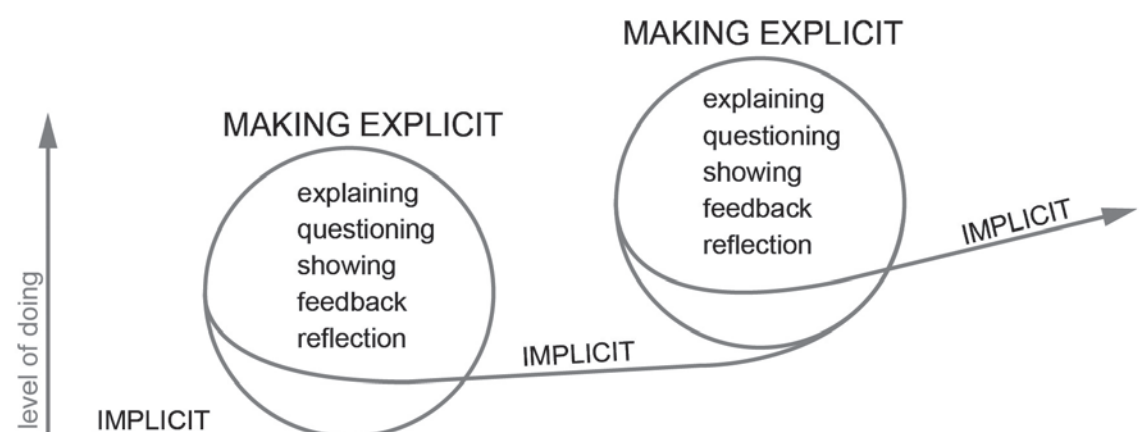 MAKING EXPLICIT
explaining
questioning
showing
feedback
reflection
IMPLICIT
MAKING EXPLICIT
explaining
questioning
showing
feedback
reflection
IMPLICIT
IMPLICIT
level of doing